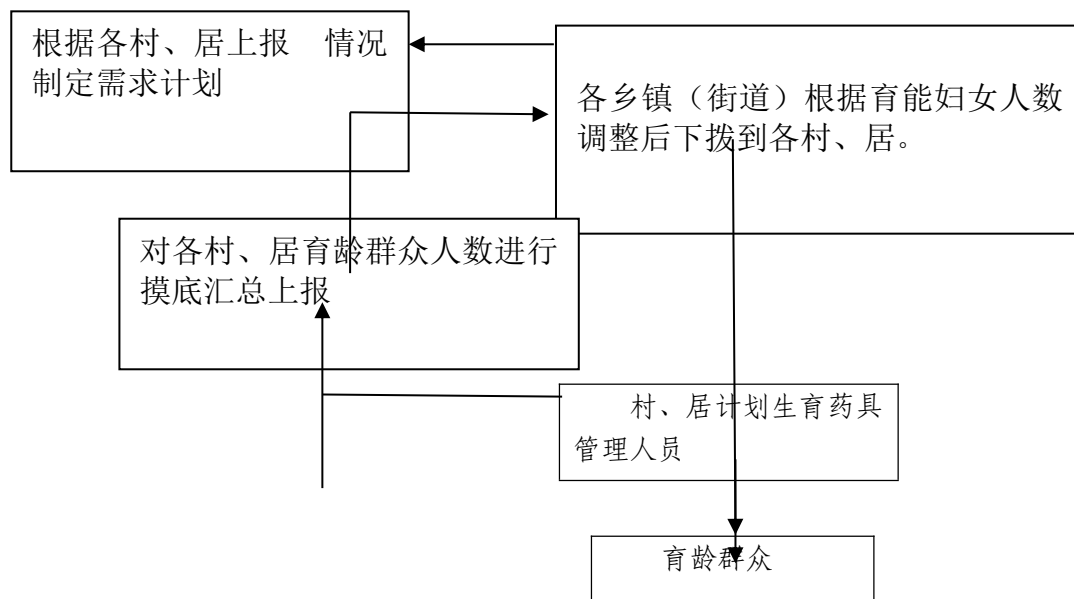 根据各村、居上报 情况
制定需求计划
各乡镇（街道）根据育能妇女人数
调整后下拨到各村、居。
对各村、居育龄群众人数进行
摸底汇总上报
村、居计划生育药具
管理人员
育龄群众